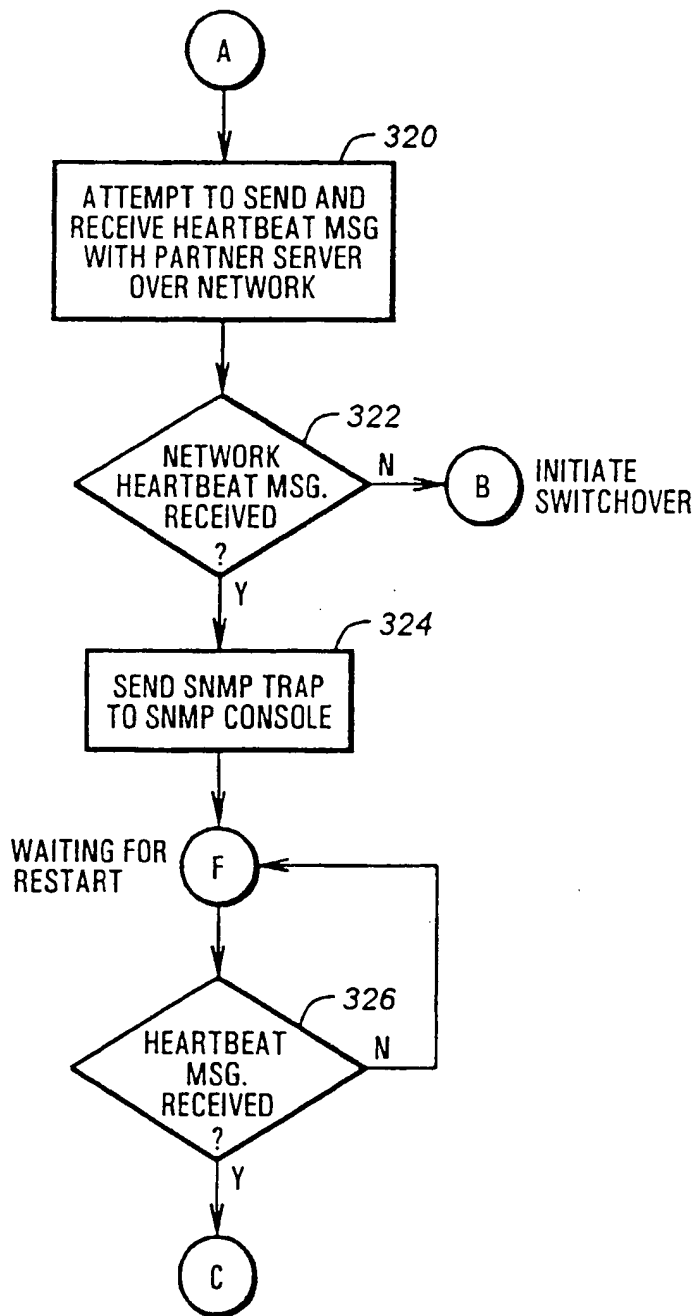 A
320
ATTEMPT TO SEND AND
RECEIVE HEARTBEAT MSG
WITH PARTNER SERVER
OVER NETWORK
322
NETWORK
HEARTBEAT MSG.
RECEIVED
?
N
B
INITIATE
SWITCHOVER
Y
324
SEND SNMP TRAP
TO SNMP CONSOLE
WAITING FOR
RESTART
F
326
HEARTBEAT
MSG.
RECEIVED
?
N
Y
C